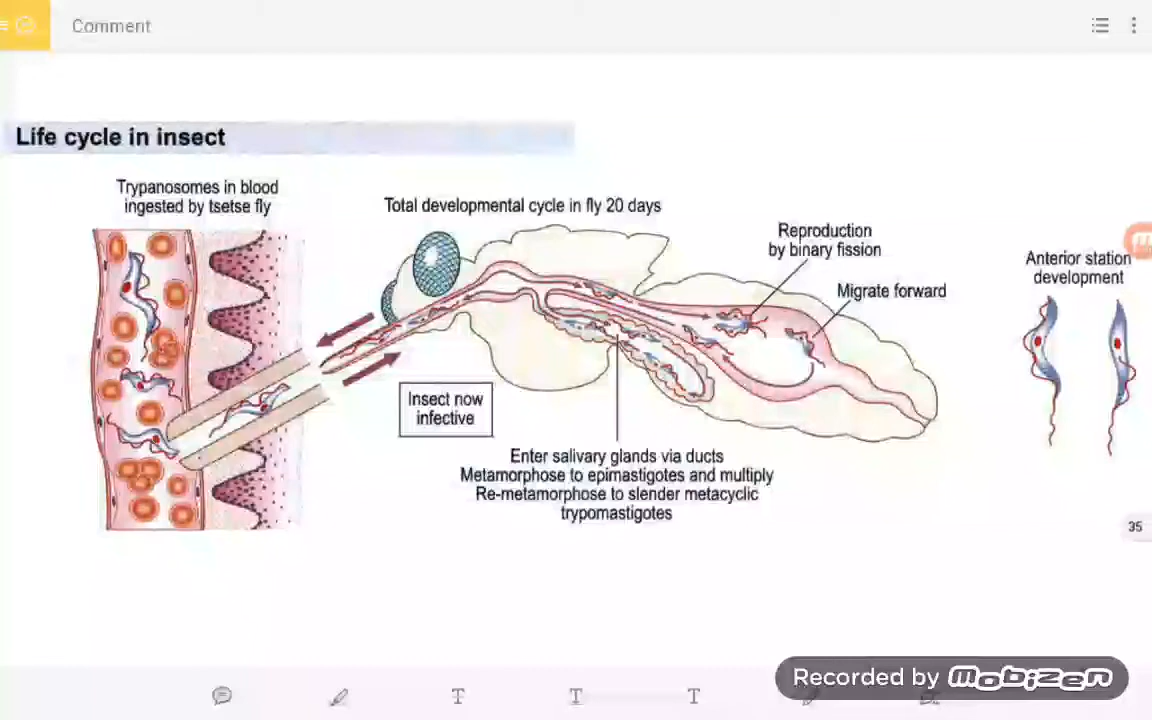 Comment
Life cycle in insect
Trypanosomes in blood
ingested by tsetse fly
Total developmental cycle in fly 20 days
Reproduction
by binary fission
Migrate forward
Anterior station
development
Insect now
infective
Enter salivary glands via ducts
Metamorphose to epimastigotes and multiply
Re-metamorphose to slender metacyclic
trypomastigotes
35
Recorded by mobizen